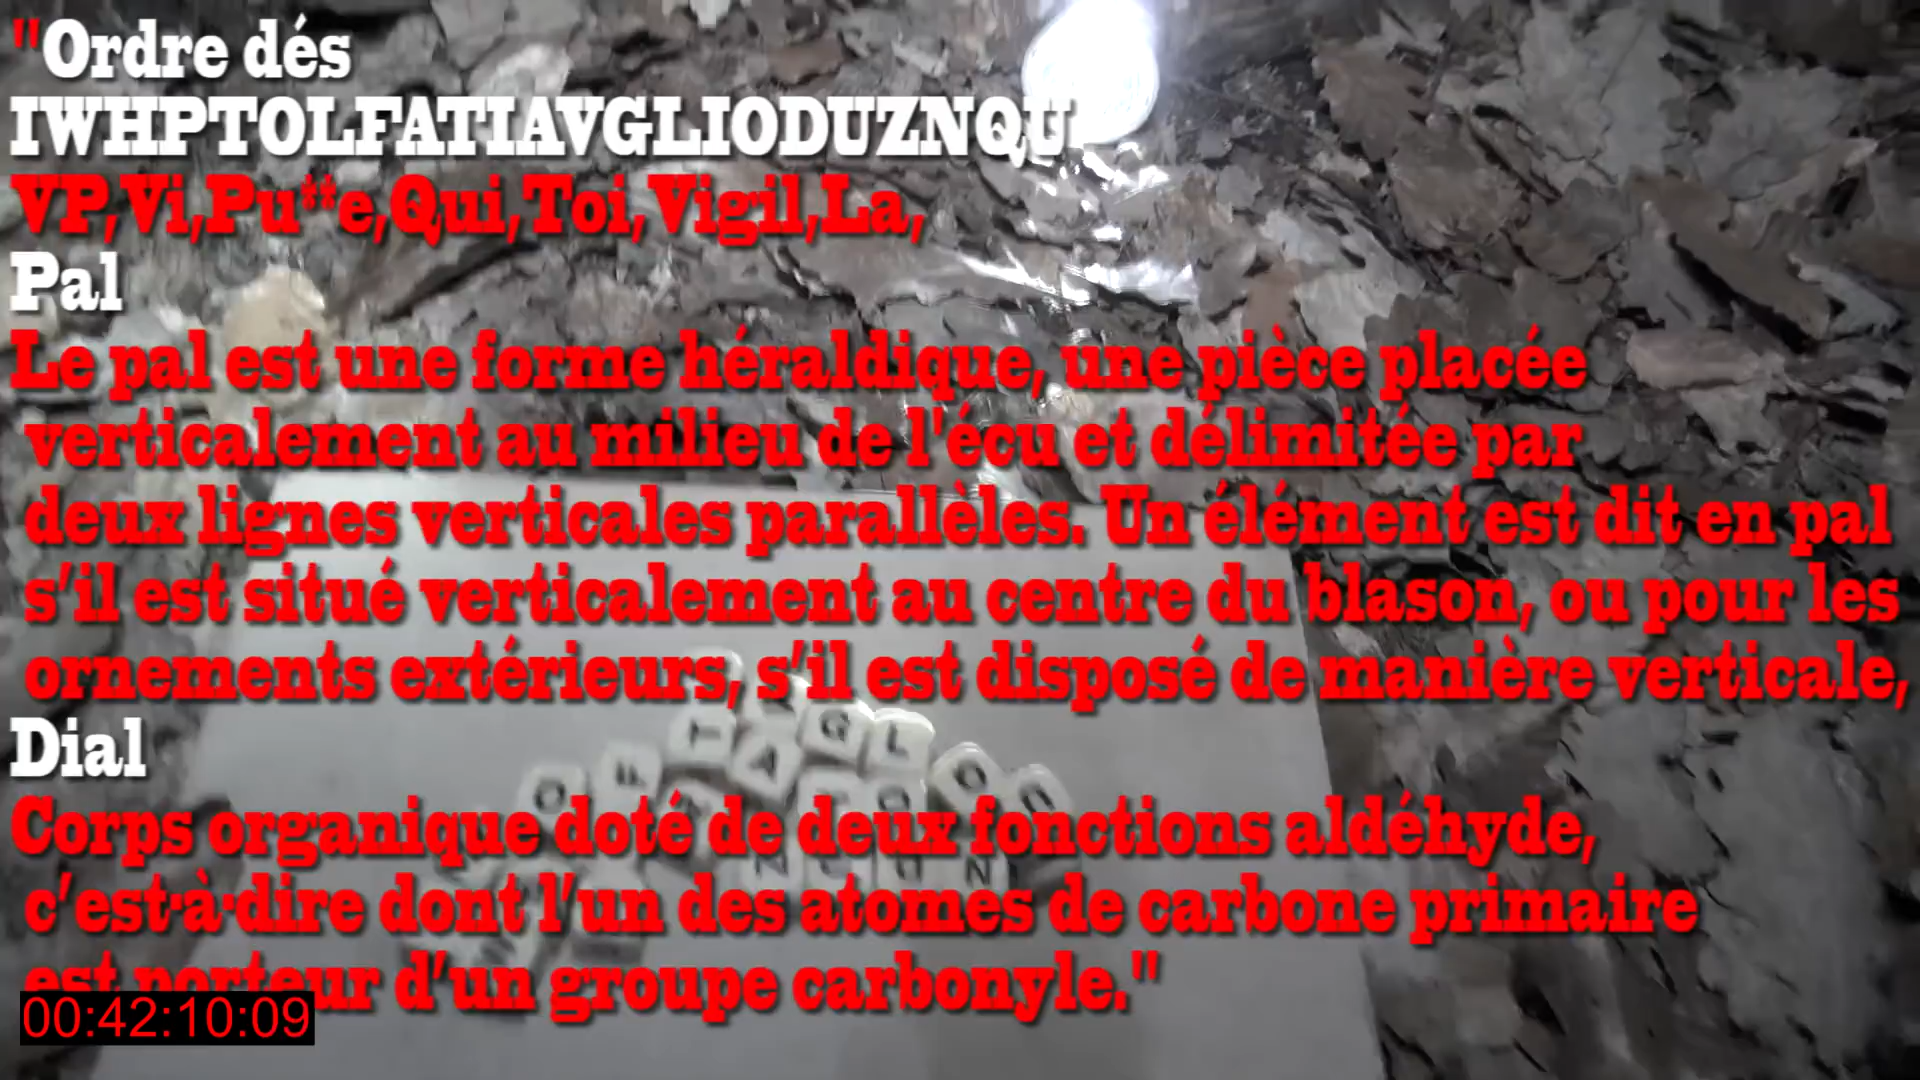 "Ordre dés
IWHPTOLFATIAVGLIODUZNQU
VP,Vi,Pu**e,Qui,Toi,Vigil,La,
Pal
Le pal est une forme héraldique, une pièce placée
verticalement au milieu de l'écu et délimitée par
deux lignes verticales parallèles. Un élément est dit en pal
s'il est situé verticalement au centre du blason, ou pour les
ornements extérieurs, s'il est disposé de manière verticale,
Dial
T G L
O F A O
Corps organique doté de deux fonctions aldéhyde,
N U N
c'est-à-dire dont l'un des atomes de carbone primaire
est porteur d'un groupe carbonyle."
00:42:10:09